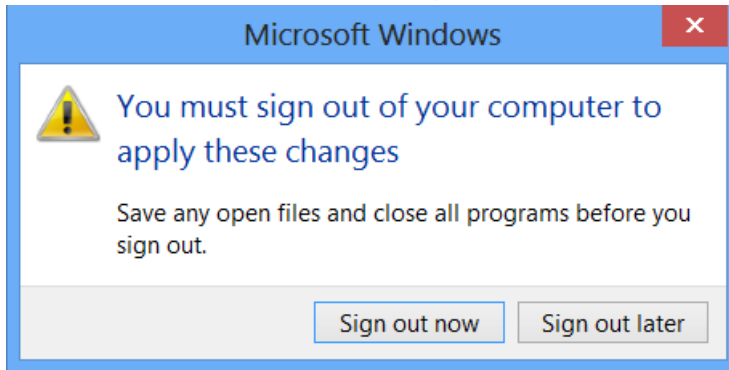 Microsoft Windows
You must sign out of your computer to
apply these changes
Save any open files and close all programs before you
sign out.
Sign out now
Sign out later